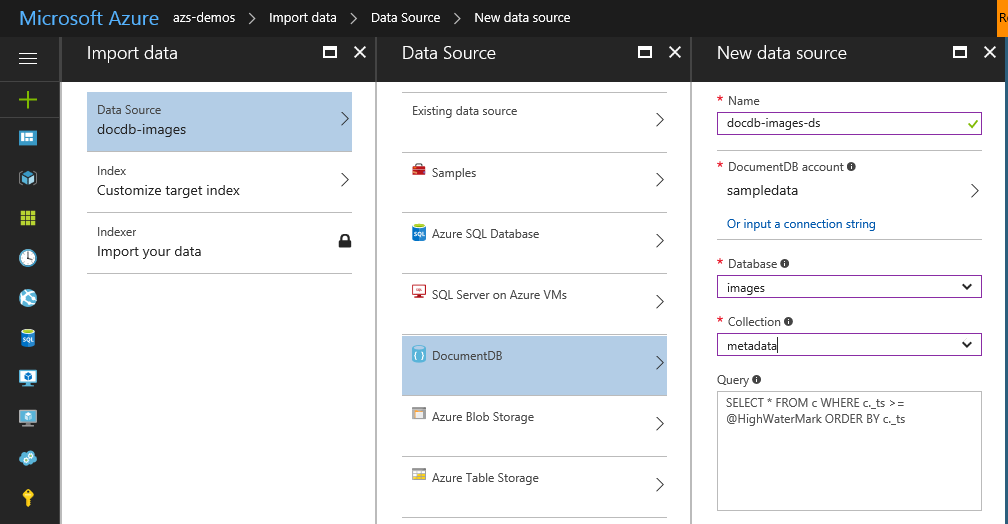 Microsoft Azure azs-demos Import data Data Source New data source
Import data
Data Source
docdb-images
Index
Customize target index
Indexer
Import your data
Data Source
Existing data source
Samples
Azure SQL Database
SQL Server on Azure VMs
DocumentDB
Azure Blob Storage
Azure Table Storage
New data source
* Name
docdb-images-ds
* DocumentDB account
sampledata
Or input a connection string
* Database
images
* Collection
metadata
Query
SELECT * FROM c WHERE c._ts >=
@HighWaterMark ORDER BY c._ts